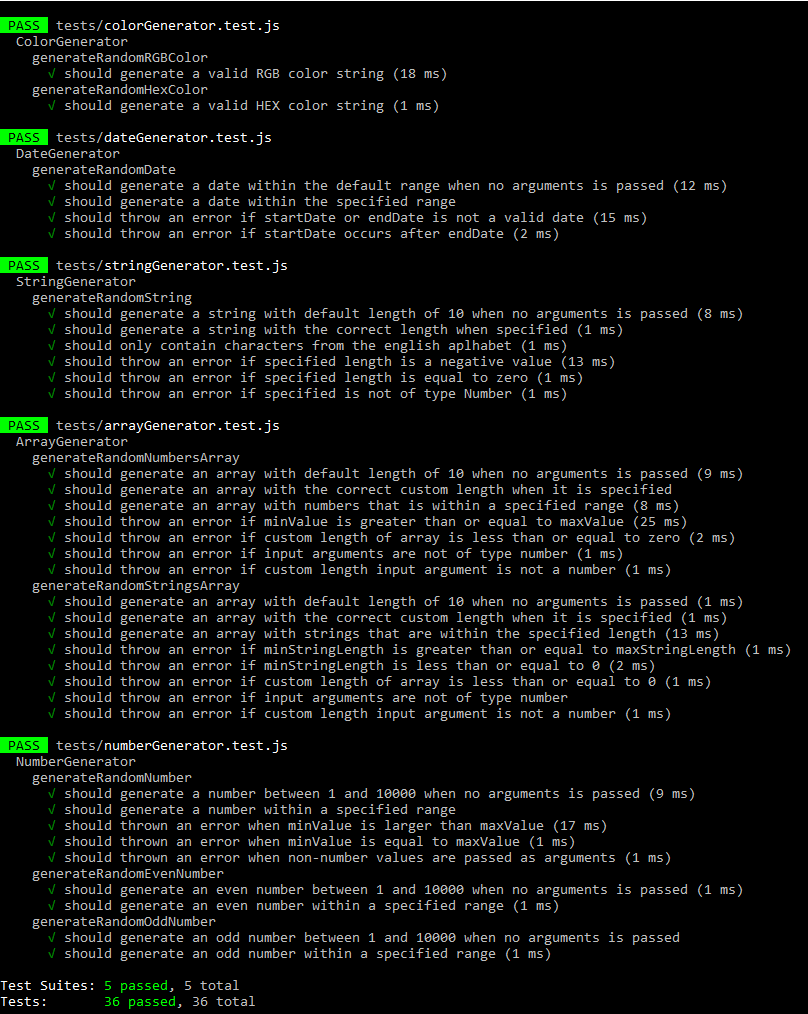 PASS tests/colorGenerator.test.js
ColorGenerator
generateRandomRGBColor
√ should generate a valid RGB color string (18 ms)
generateRandomHexColor
√ should generate a valid HEX color string (1 ms)
PASS tests/dateGenerator.test.js
DateGenerator
generateRandomDate
√ should generate a date within the default range when no arguments is passed (12 ms)
√ should generate a date within the specified range
√ should throw an error if startDate or endDate is not a valid date (15 ms)
√ should throw an error if startDate occurs after endDate (2 ms)
PASS tests/stringGenerator.test.js
StringGenerator
generateRandomString
√ should generate a string with default length of 10 when no arguments is passed (8 ms)
√ should generate a string with the correct length when specified (1 ms)
√ should only contain characters from the english aplhabet (1 ms)
√ should throw an error if specified length is a negative value (13 ms)
√ should throw an error if specified length is equal to zero (1 ms)
√ should throw an error if specified is not of type Number (1 ms)
PASS tests/arrayGenerator.test.js
ArrayGenerator
generateRandomNumbersArray
√ should generate an array with default length of 10 when no arguments is passed (9 ms)
√ should generate an array with the correct custom length when it is specified
√ should generate an array with numbers that is within a specified range (8 ms)
√ should throw an error if minValue is greater than or equal to maxValue (25 ms)
√ should throw an error if custom length of array is less than or equal to zero (2 ms)
√ should throw an error if input arguments are not of type number (1 ms)
√ should throw an error if custom length input argument is not a number (1 ms)
generateRandomStringsArray
√ should generate an array with default length of 10 when no arguments is passed (1 ms)
√ should generate an array with the correct custom length when it is specified (1 ms)
√ should generate an array with strings that are within the specified length (13 ms)
√ should throw an error if minStringLength is greater than or equal to maxStringLength (1 ms)
√ should throw an error if minStringLength is less than or equal to 0 (2 ms)
√ should throw an error if custom length of array is less than or equal to 0 (1 ms)
√ should throw an error if input arguments are not of type number
√ should throw an error if custom length input argument is not a number (1 ms)
PASS tests/numberGenerator.test.js
NumberGenerator
generateRandomNumber
√ should generate a number between 1 and 10000 when no arguments is passed (9 ms)
√ should generate a number within a specified range
√ should thrown an error when minValue is larger than maxValue (17 ms)
√ should thrown an error when minValue is equal to maxValue (1 ms)
√ should thrown an error when non-number values are passed as arguments (1 ms)
generateRandomEvenNumber
√ should generate an even number between 1 and 10000 when no arguments is passed (1 ms)
√ should generate an even number within a specified range (1 ms)
generateRandomOddNumber
√ should generate an odd number between 1 and 10000 when no arguments is passed
√ should generate an odd number within a specified range (1 ms)
Test Suites: 5 passed, 5 total
Tests: 36 passed, 36 total